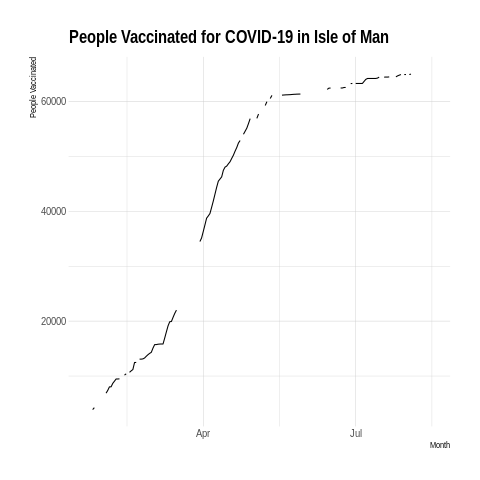 People Vaccinated for COVID-19 in Isle of Man
People Vaccinated
60000
40000
20000
Apr
Jul
Month